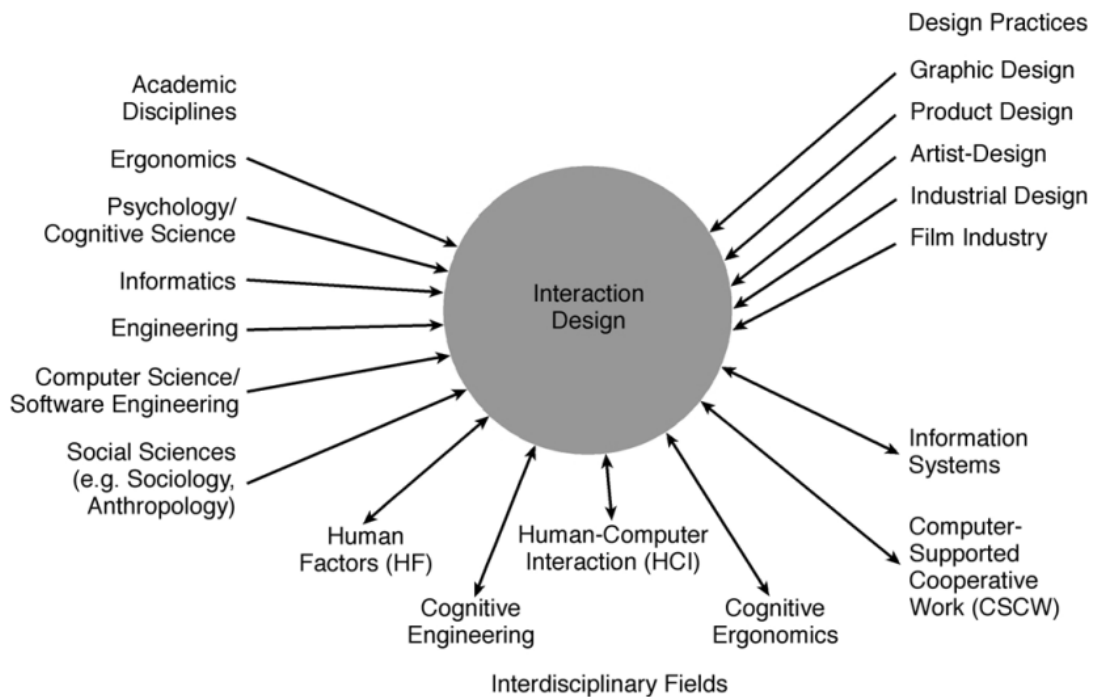 Academic
Disciplines
Ergonomics
Psychology/
Cognitive Science
Informatics
Engineering
Computer Science/
Software Engineering
Social Sciences
(e.g. Sociology,
Anthropology)
Design Practices
Graphic Design
Product Design
Artist-Design
Industrial Design
Film Industry
Interaction
Design
Information
Systems
Computer-
Supported
Cooperative
Work (CSCW)
Human
Factors (HF)
Human-Computer
Interaction (HCI)
Cognitive
Engineering
Cognitive
Ergonomics
Interdisciplinary Fields